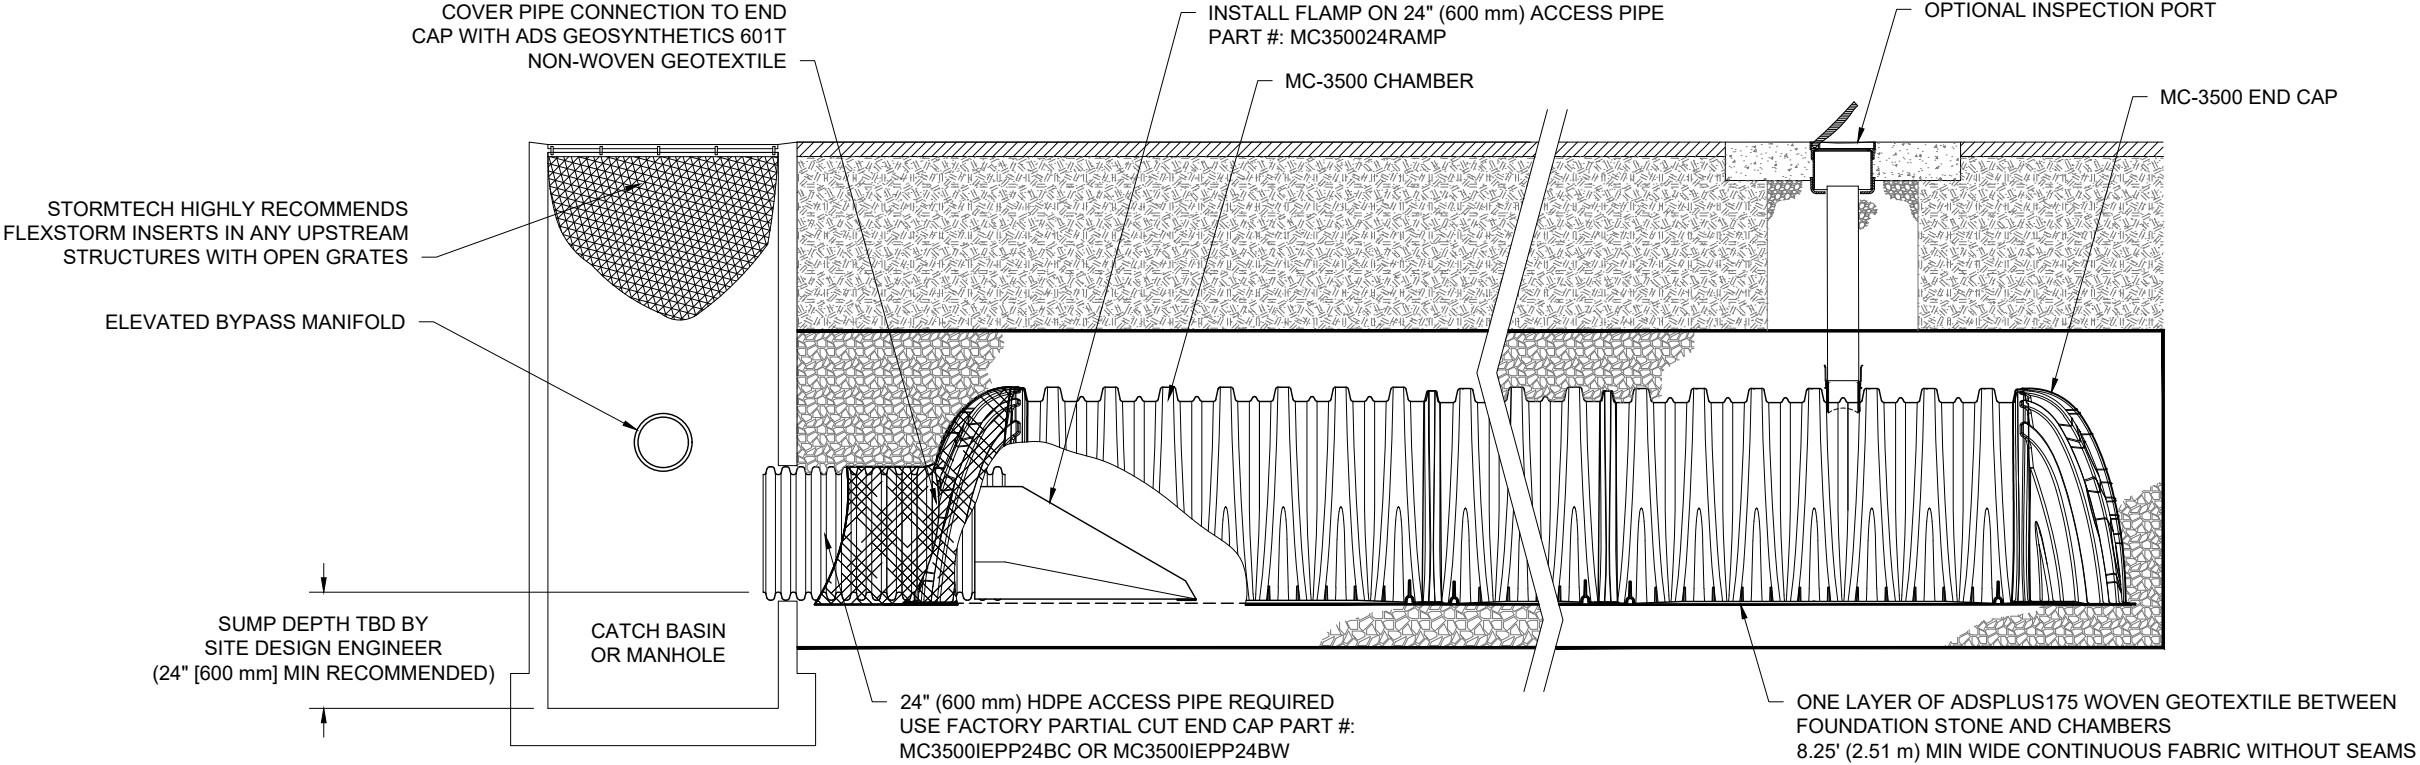 COVER PIPE CONNECTION TO END
CAP WITH ADS GEOSYNTHETICS 601T
NON-WOVEN GEOTEXTILE
INSTALL FLAMP ON 24" (600 mm) ACCESS PIPE
PART #: MC350024RAMP
MC-3500 CHAMBER
OPTIONAL INSPECTION PORT
MC-3500 END CAP
STORMTECH HIGHLY RECOMMENDS
FLEXSTORM INSERTS IN ANY UPSTREAM
STRUCTURES WITH OPEN GRATES
ELEVATED BYPASS MANIFOLD
SUMP DEPTH TBD BY
SITE DESIGN ENGINEER
(24" [600 mm] MIN RECOMMENDED)
CATCH BASIN
OR MANHOLE
24" (600 mm) HDPE ACCESS PIPE REQUIRED
USE FACTORY PARTIAL CUT END CAP PART #:
MC3500IEPP24BC OR MC3500IEPP24BW
ONE LAYER OF ADSPLUS175 WOVEN GEOTEXTILE BETWEEN
FOUNDATION STONE AND CHAMBERS
8.25' (2.51 m) MIN WIDE CONTINUOUS FABRIC WITHOUT SEAMS